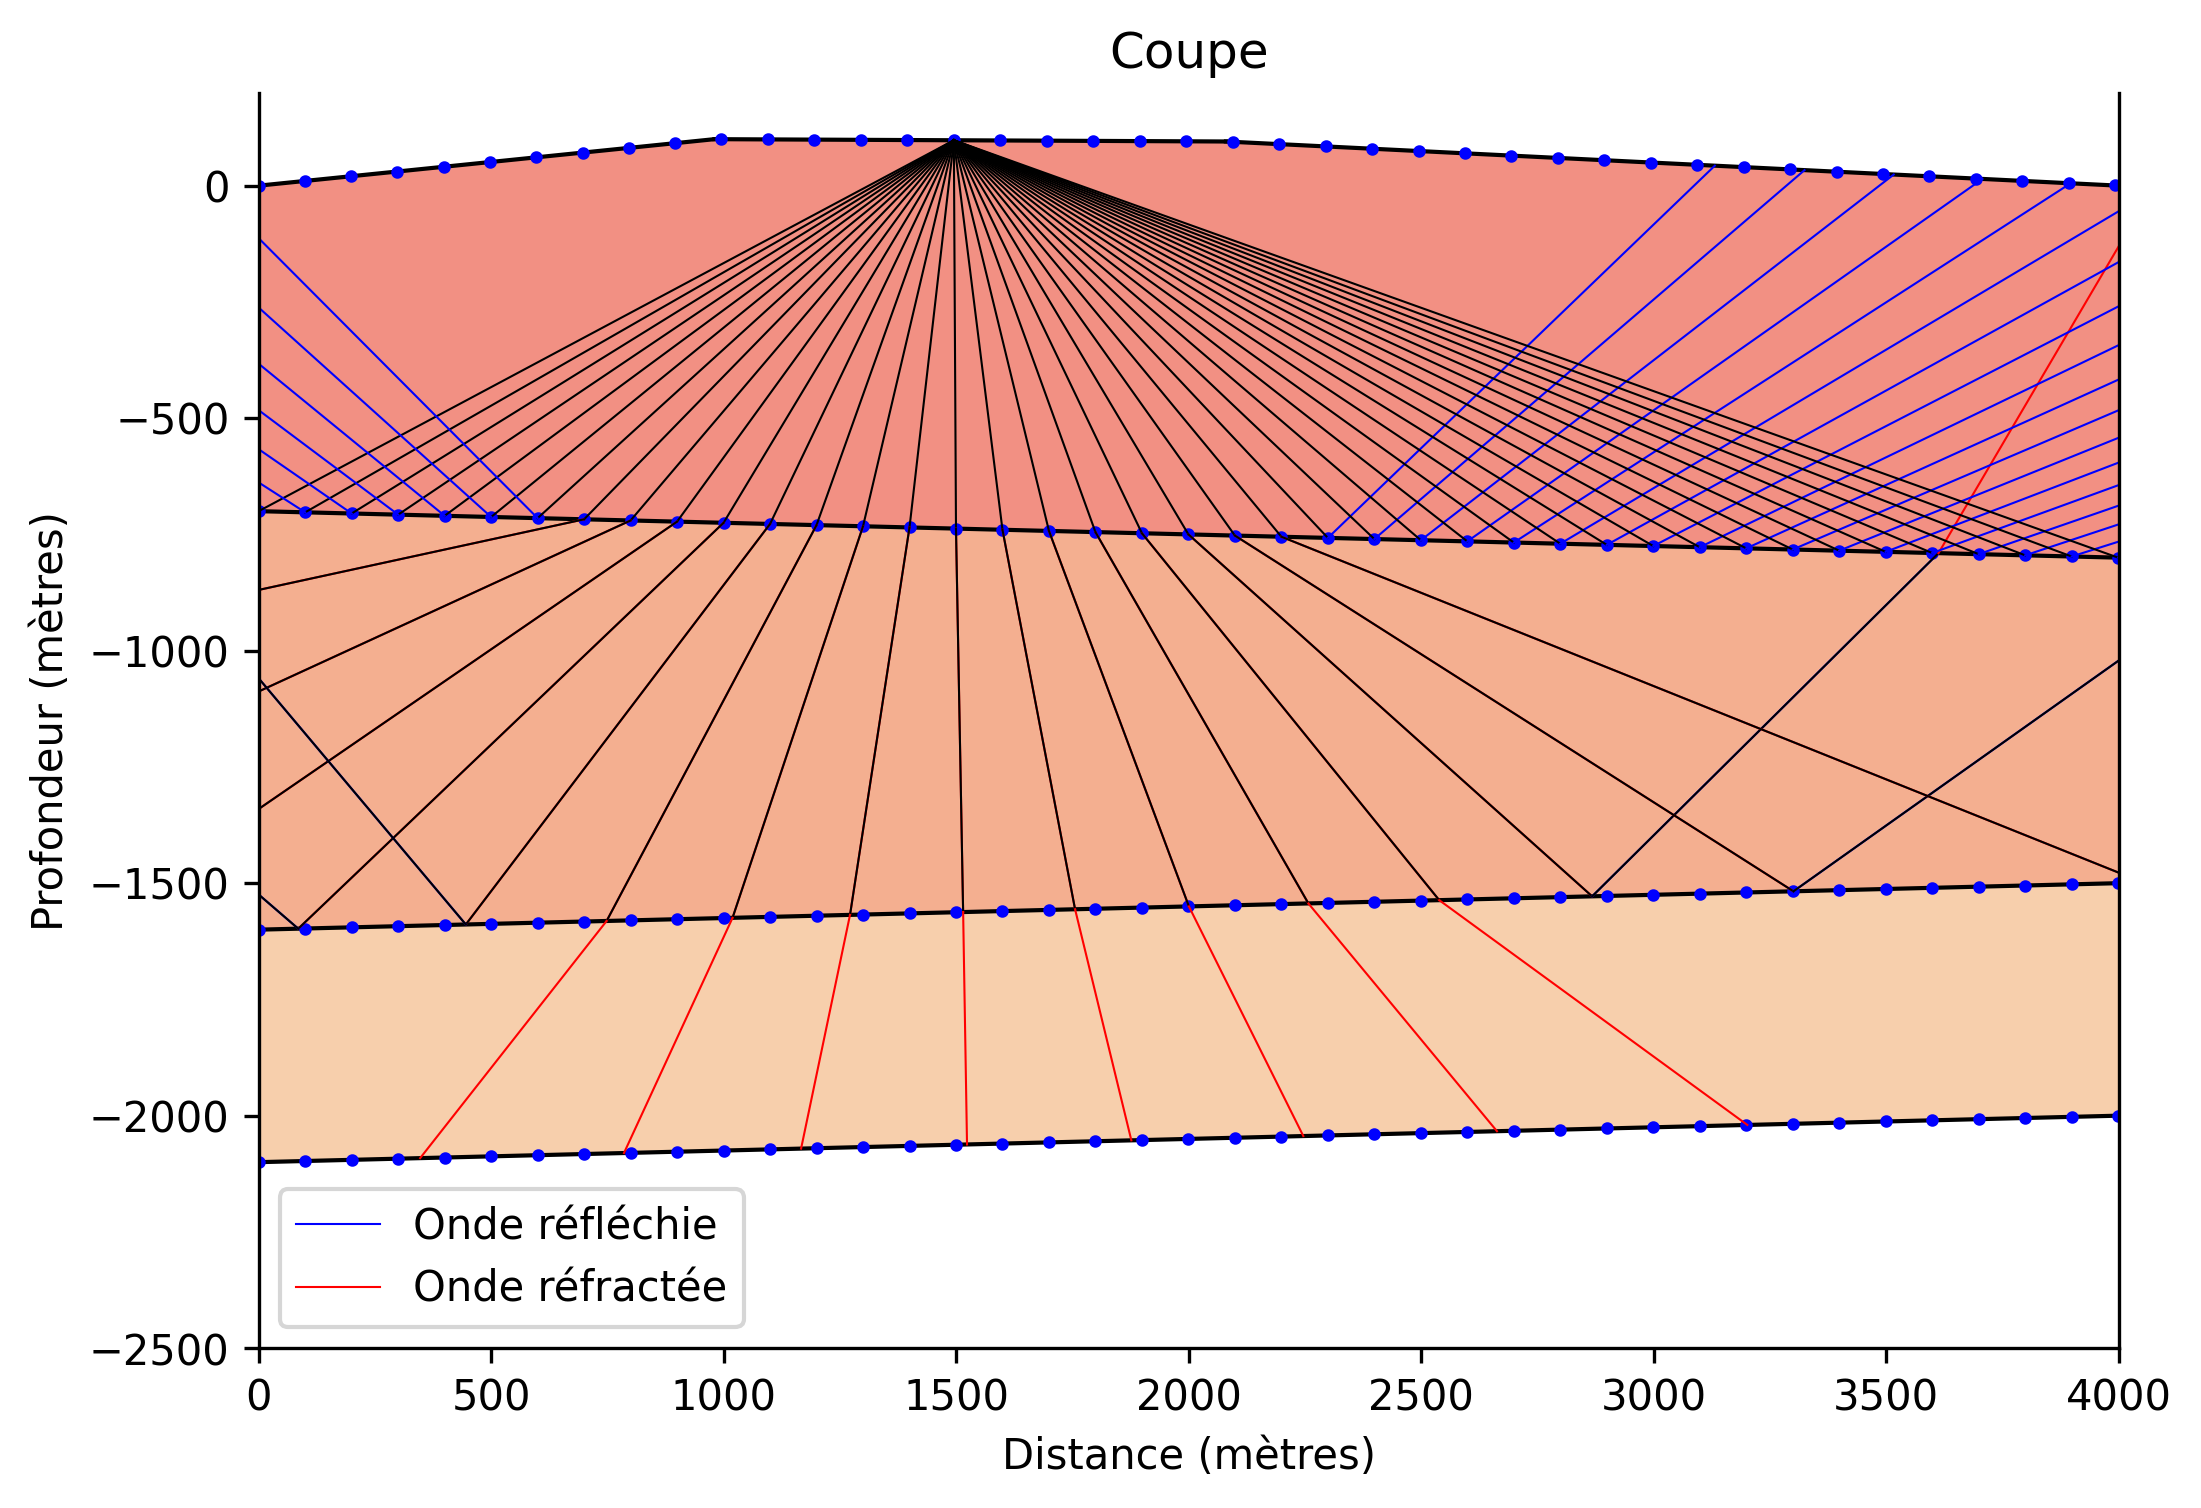 Coupe
0
−500
−1000
−1500
−2000
−2500
Profondeur (mètres)
Onde réfléchie
Onde réfractée
0 500 1000 1500 2000 2500 3000 3500 4000
Distance (mètres)